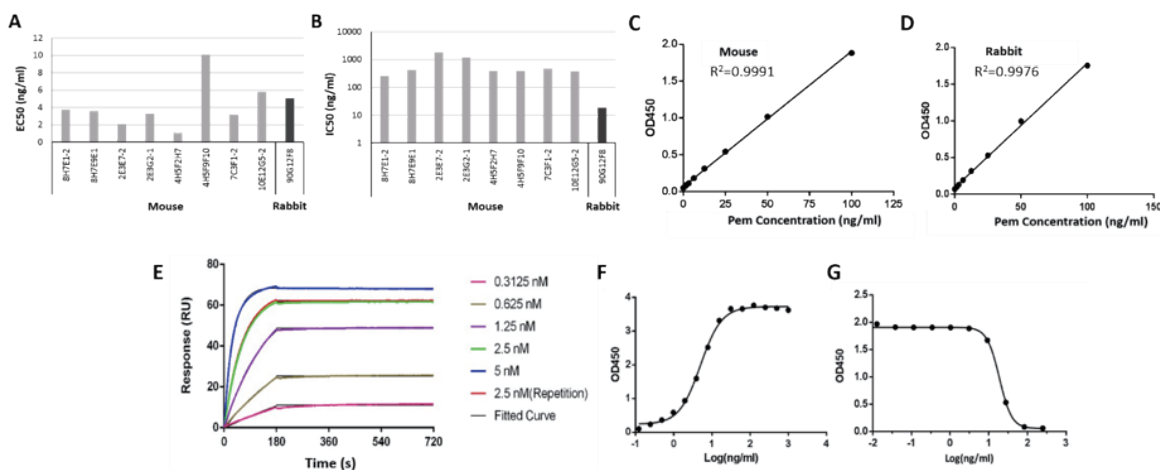 A
EC50 (ng/ml)
12
10
8
6
4
2
0
8H7E1-2
8H7E9E1
2E3E7-2
2E3G2-1
4H5F2H7
4H5F9F10
7C3F1-2
10E12G5-2
90G12F8
Mouse
Rabbit
B
IC50 (ng/ml)
10000
1000
100
10
1
8H7E1-2
8H7E9E1
2E3E7-2
2E3G2-1
4H5F2H7
4H5F9F10
7C3F1-2
10E12G5-2
90G12F8
Mouse
Rabbit
C
Mouse
R²=0.9991
OD450
2.0
1.5
1.0
0.5
0.0
0 25 50 75 100 125
Pem Concentration (ng/ml)
D
Rabbit
R²=0.9976
OD450
2.0
1.5
1.0
0.5
0.0
0 50 100 150
Pem Concentration (ng/ml)
E
Response (RU)
80
60
40
20
0
0 180 360 540 720
Time (s)
0.3125 nM
0.625 nM
1.25 nM
2.5 nM
5 nM
2.5 nM(Repetition)
Fitted Curve
F
OD450
4
3
2
1
0
-1 0 1 2 3 4
Log(ng/ml)
G
OD450
2.5
2.0
1.5
1.0
0.5
0.0
-2 -1 0 1 2 3
Log(ng/ml)